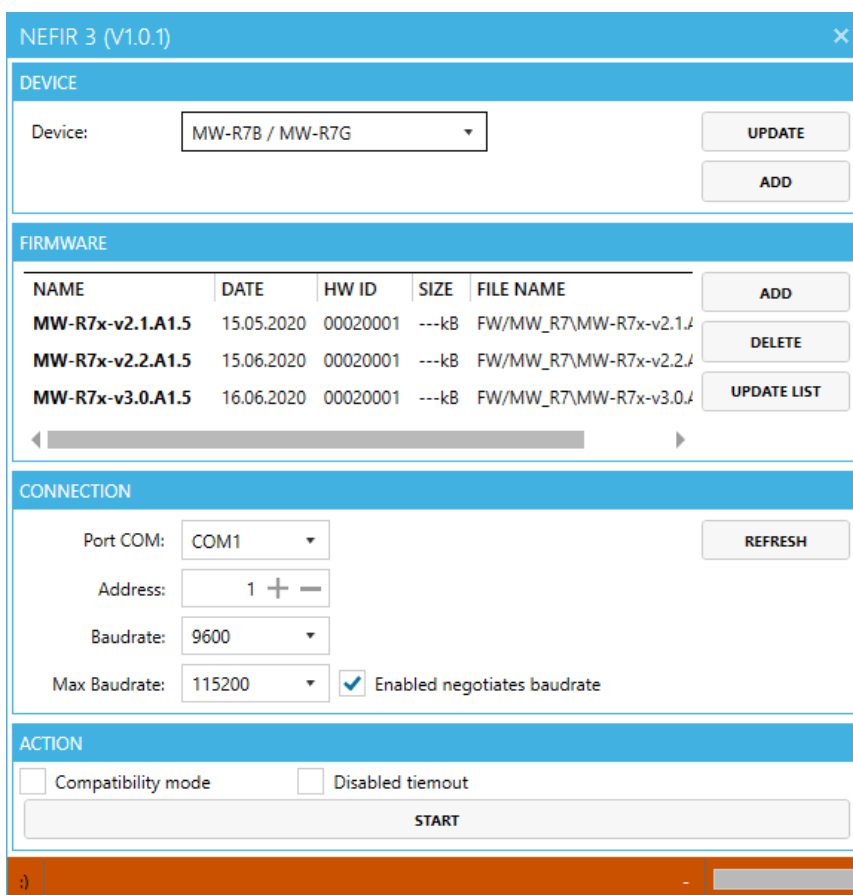 NEFIR 3 (V1.0.1)
DEVICE
Device: MW-R7B / MW-R7G UPDATE
ADD
FIRMWARE
NAME DATE HW ID SIZE FILE NAME ADD
MW-R7x-v2.1.A1.5 15.05.2020 00020001 ---kB FW/MW_R7\MW-R7x-v2.1.A
DELETE
MW-R7x-v2.2.A1.5 15.06.2020 00020001 ---kB FW/MW_R7\MW-R7x-v2.2.A
MW-R7x-v3.0.A1.5 16.06.2020 00020001 ---kB FW/MW_R7\MW-R7x-v3.0.A UPDATE LIST
CONNECTION
Port COM: COM1 REFRESH
Address: 1
Baudrate: 9600
Max Baudrate: 115200 Enabled negotiates baudrate
ACTION
Compatibility mode Disabled tiemout
START
:) -